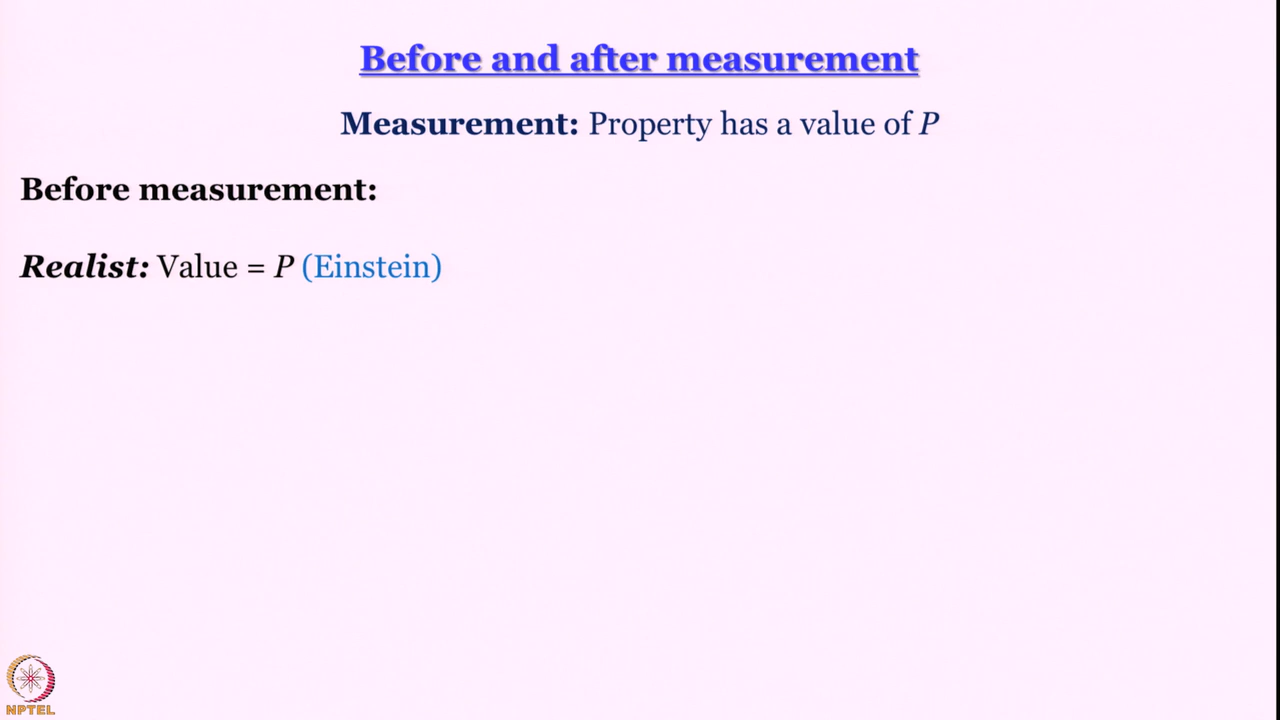 Before and after measurement
Measurement: Property has a value of P
Before measurement:
Realist: Value = P (Einstein)
NPTEL